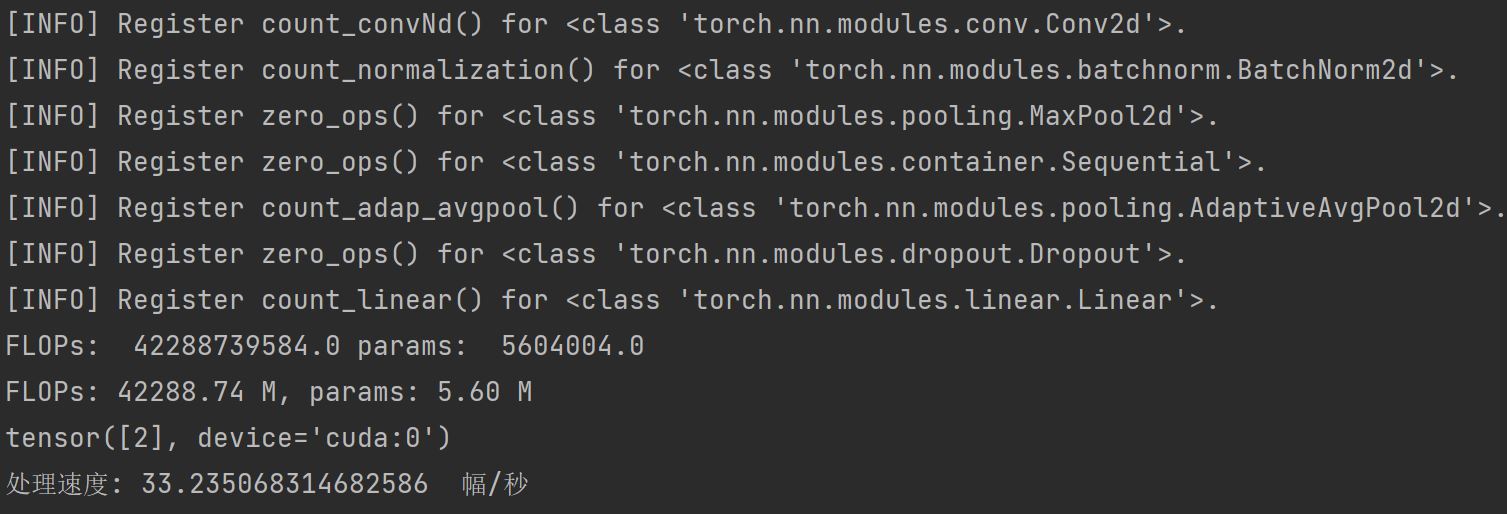 [INFO] Register count_convNd() for <class 'torch.nn.modules.conv.Conv2d'>.
[INFO] Register count_normalization() for <class 'torch.nn.modules.batchnorm.BatchNorm2d'>.
[INFO] Register zero_ops() for <class 'torch.nn.modules.pooling.MaxPool2d'>.
[INFO] Register zero_ops() for <class 'torch.nn.modules.container.Sequential'>.
[INFO] Register count_adap_avgpool() for <class 'torch.nn.modules.pooling.AdaptiveAvgPool2d'>.
[INFO] Register zero_ops() for <class 'torch.nn.modules.dropout.Dropout'>.
[INFO] Register count_linear() for <class 'torch.nn.modules.linear.Linear'>.
FLOPs:  42288739584.0 params:  5604004.0
FLOPs: 42288.74 M, params: 5.60 M
tensor([2], device='cuda:0')
处理速度: 33.235068314682586  幅/秒